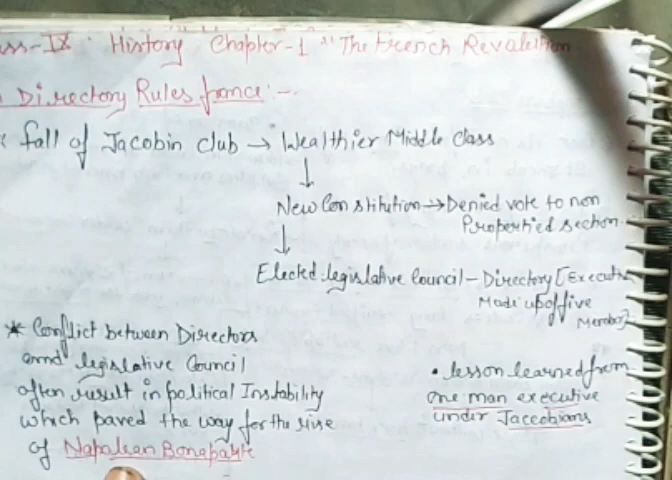 ss-IX : History Chapter-1 "The French Revolution
Directory Rules france :-
fall of Jacobin club → Wealthier Middle Class
↓
New Constitution → Denied vote to non
Propertied section
↓
Elected legislative Council - Directory [Executi
Made up of five
Member]
* Conflict between Directors
and legislative Council
often result in political Instability
which paved the way for the rise
of Napolean Bonaparte
• lesson learned from
one man executive
under Jaccobians